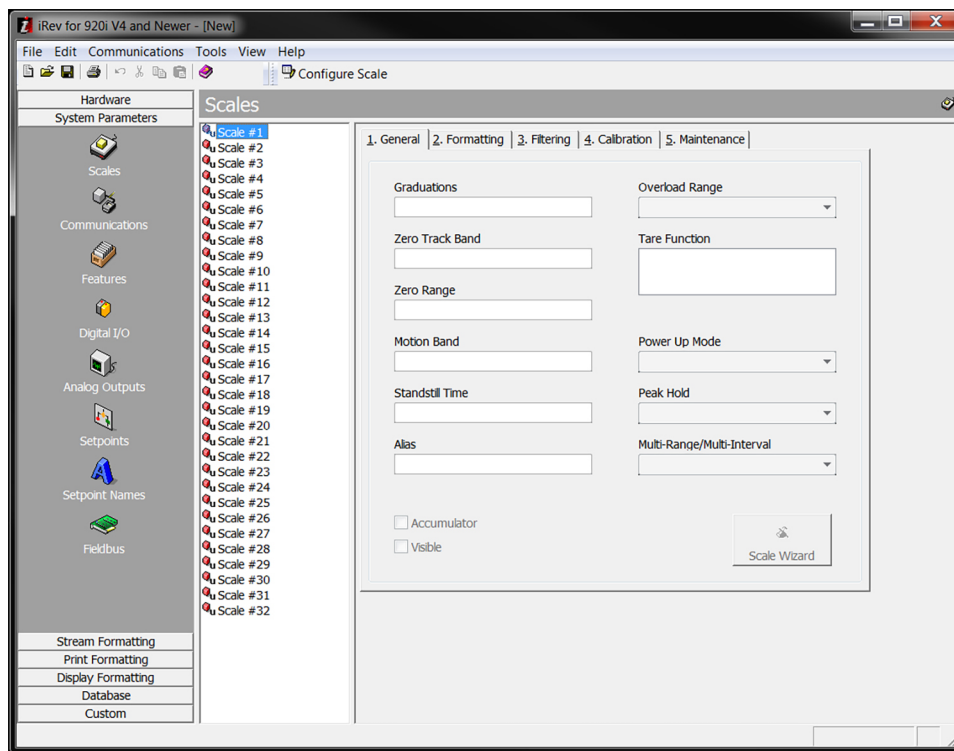 iRev for 920i V4 and Newer - [New]
File Edit Communications Tools View Help
Configure Scale
Hardware
System Parameters
Scales
Communications
Features
Digital I/O
Analog Outputs
Setpoints
Setpoint Names
Fieldbus
Stream Formatting
Print Formatting
Display Formatting
Database
Custom
Scales
Scale #1
Scale #2
Scale #3
Scale #4
Scale #5
Scale #6
Scale #7
Scale #8
Scale #9
Scale #10
Scale #11
Scale #12
Scale #13
Scale #14
Scale #15
Scale #16
Scale #17
Scale #18
Scale #19
Scale #20
Scale #21
Scale #22
Scale #23
Scale #24
Scale #25
Scale #26
Scale #27
Scale #28
Scale #29
Scale #30
Scale #31
Scale #32
1. General 2. Formatting 3. Filtering 4. Calibration 5. Maintenance
Graduations
Zero Track Band
Zero Range
Motion Band
Standstill Time
Alias
Accumulator
Visible
Overload Range
Tare Function
Power Up Mode
Peak Hold
Multi-Range/Multi-Interval
Scale Wizard